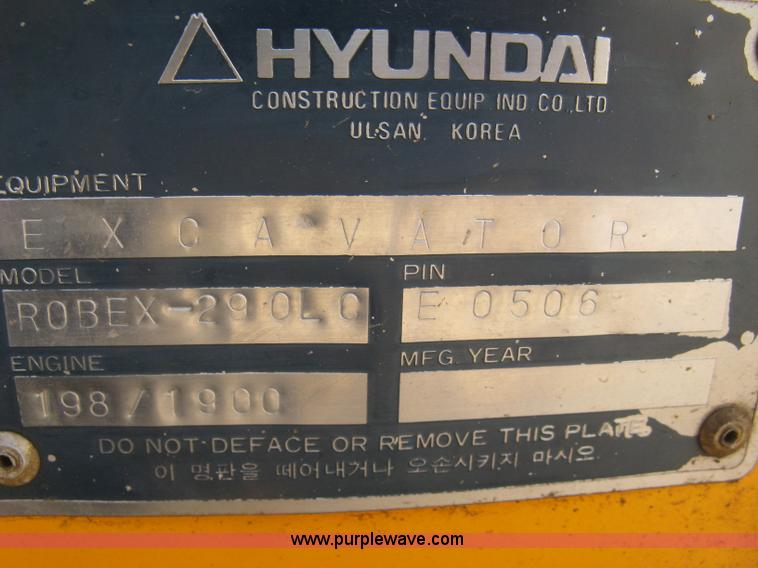 HYUNDAI
CONSTRUCTION EQUIP. IND. CO., LTD.
ULSAN, KOREA
EQUIPMENT
EXCAVATOR
MODEL PIN
ROBEX-290LC E 0506
ENGINE MFG. YEAR
198/1900
DO NOT DEFACE OR REMOVE THIS PLATE
이 명판을 떼어내거나 오손시키지 마시오.
www.purplewave.com